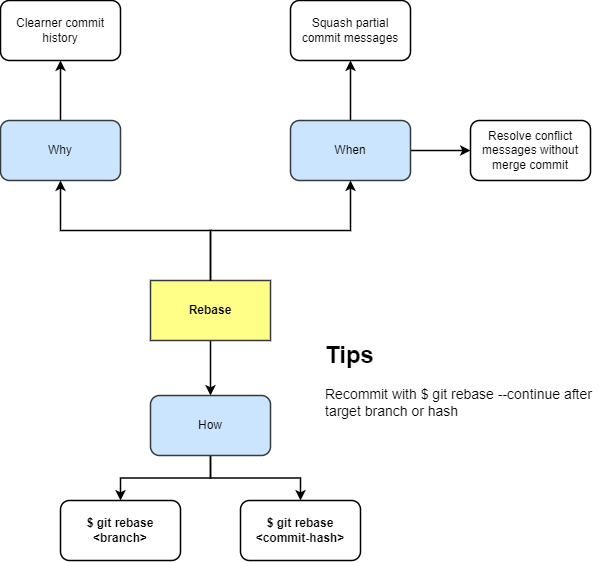 Clearner commit
history
Squash partial
commit messages
Why
When
Resolve conflict
messages without
merge commit
Rebase
Tips
Recommit with $ git rebase --continue after
target branch or hash
How
$ git rebase
<branch>
$ git rebase
<commit-hash>